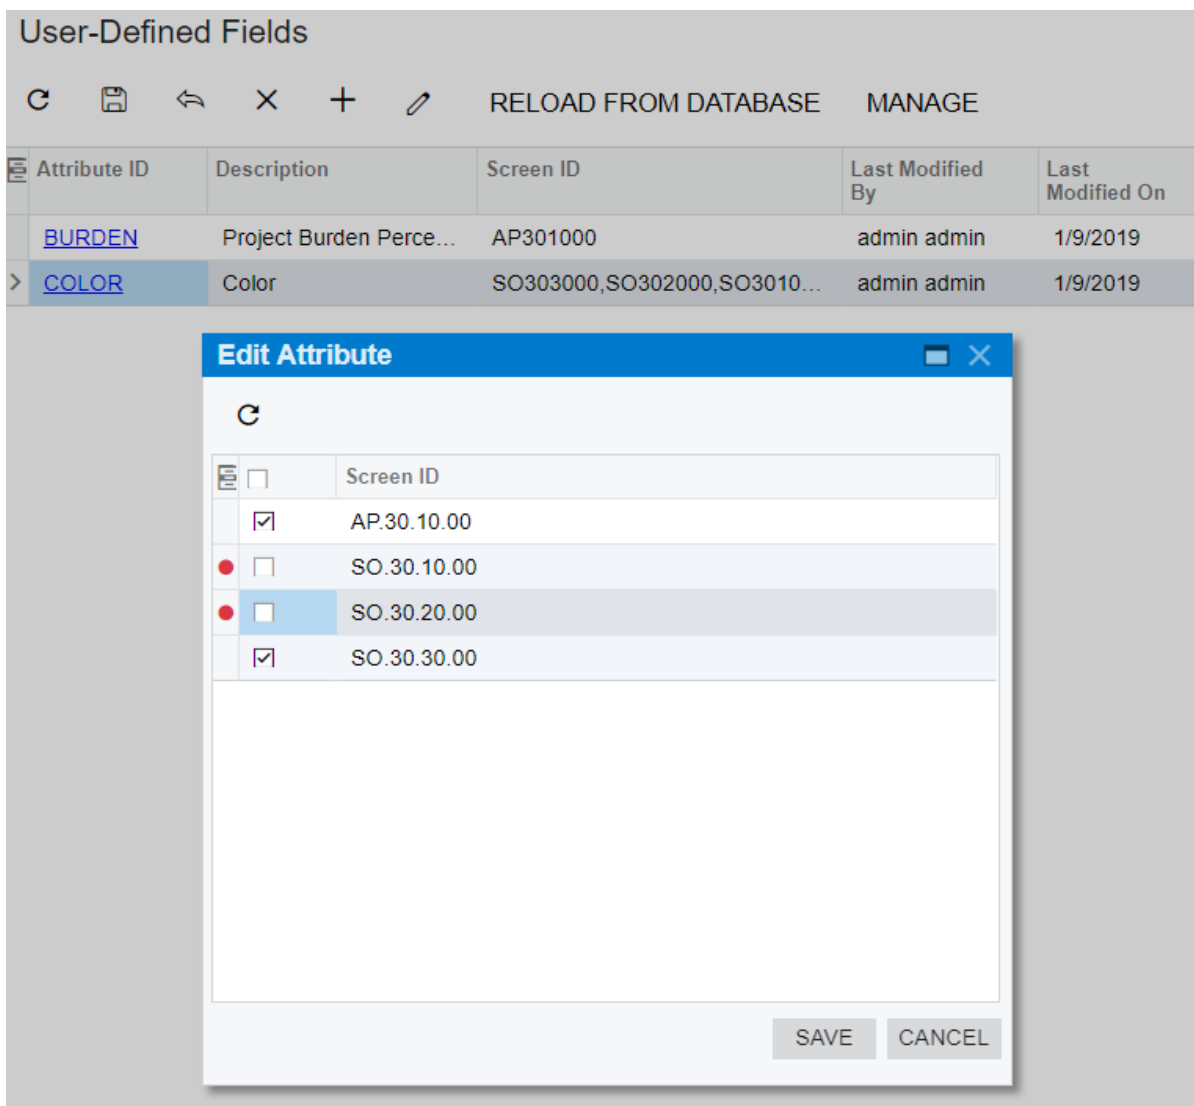 User-Defined Fields
RELOAD FROM DATABASE MANAGE
Attribute ID Description Screen ID Last Modified By Last Modified On
BURDEN Project Burden Perce... AP301000 admin admin 1/9/2019
COLOR Color SO303000,SO302000,SO3010... admin admin 1/9/2019
Edit Attribute
Screen ID
AP.30.10.00
SO.30.10.00
SO.30.20.00
SO.30.30.00
SAVE CANCEL